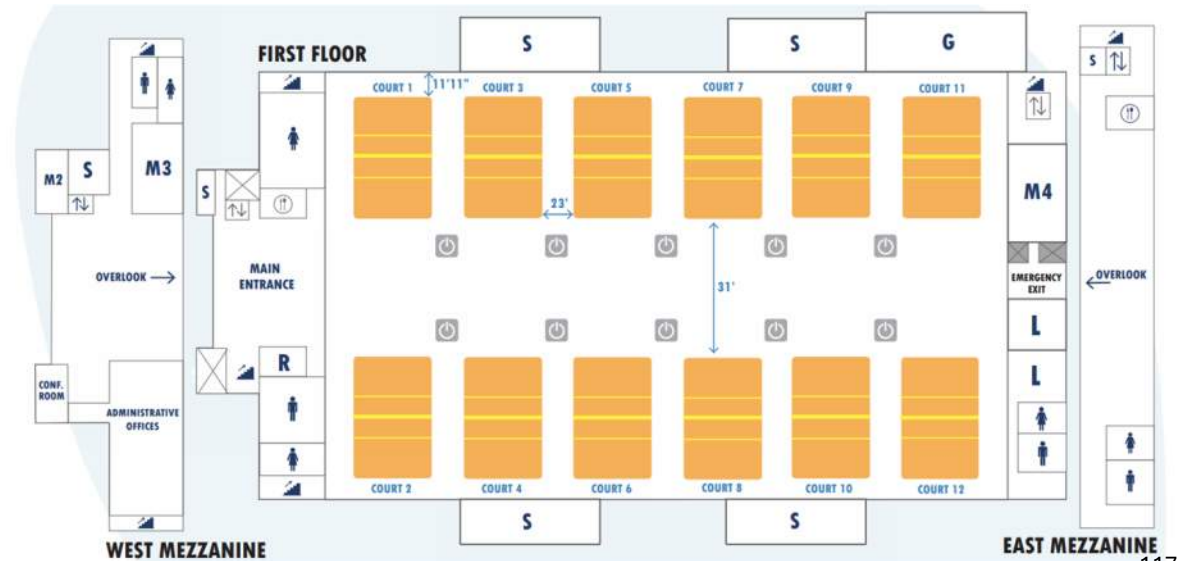 FIRST FLOOR
S
S
G
S
COURT 1
11'11"
COURT 3
COURT 5
COURT 7
COURT 9
COURT 11
M2
S
M3
S
M4
23'
OVERLOOK
MAIN
ENTRANCE
31'
EMERGENCY
EXIT
OVERLOOK
L
R
L
CONF.
ROOM
ADMINISTRATIVE
OFFICES
COURT 2
COURT 4
COURT 6
COURT 8
COURT 10
COURT 12
S
S
WEST MEZZANINE
EAST MEZZANINE